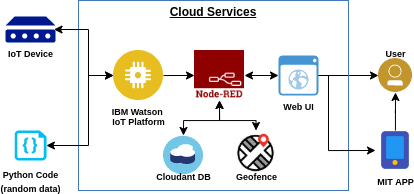 Cloud Services
IoT Device
User
IBM Watson
IoT Platform
Node-RED
Web UI
Python Code
(random data)
Cloudant DB
Geofence
MIT APP